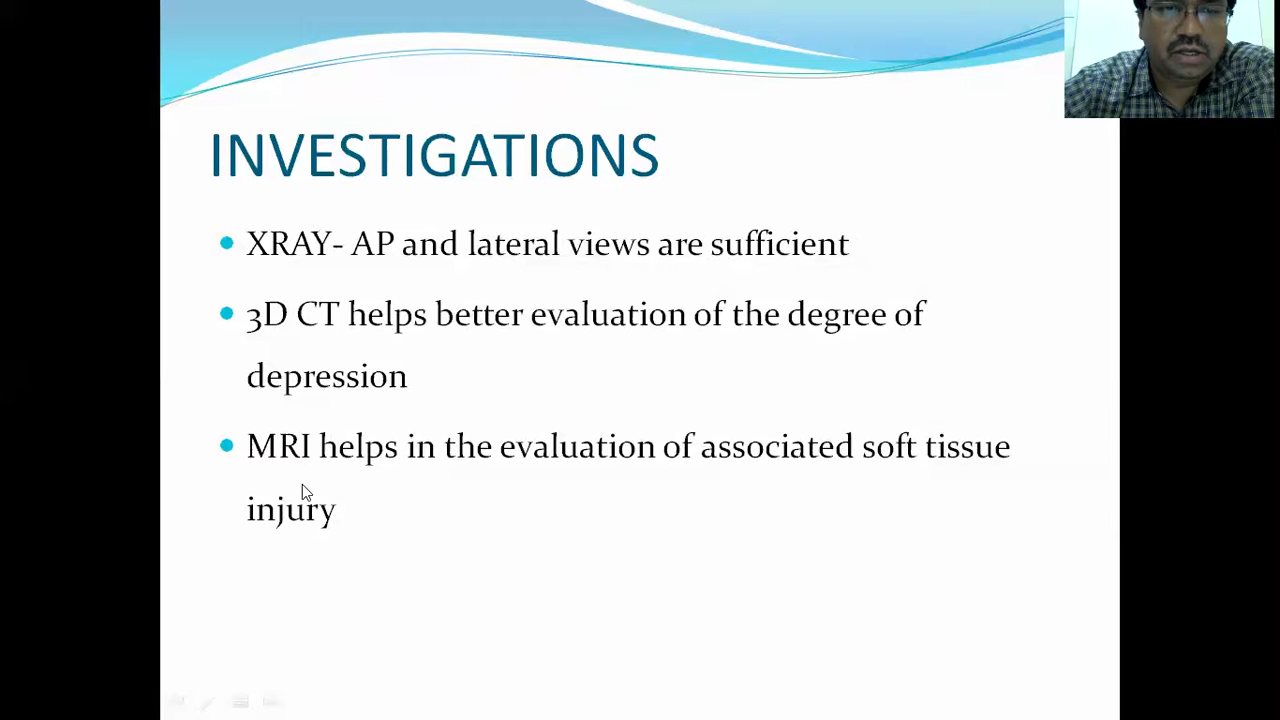 INVESTIGATIONS
XRAY- AP and lateral views are sufficient
3D CT helps better evaluation of the degree of
depression
MRI helps in the evaluation of associated soft tissue
injury